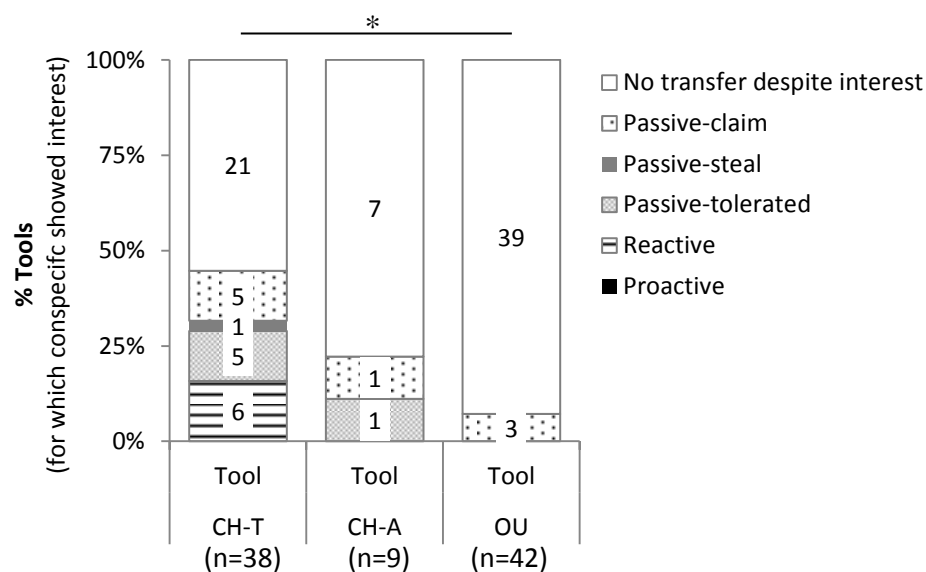 *
100%
75%
50%
25%
0%
% Tools
(for which conspecifc showed interest)
21
5
1
5
6
7
1
1
39
3
No transfer despite interest
Passive-claim
Passive-steal
Passive-tolerated
Reactive
Proactive
Tool Tool Tool
CH-T CH-A OU
(n=38) (n=9) (n=42)